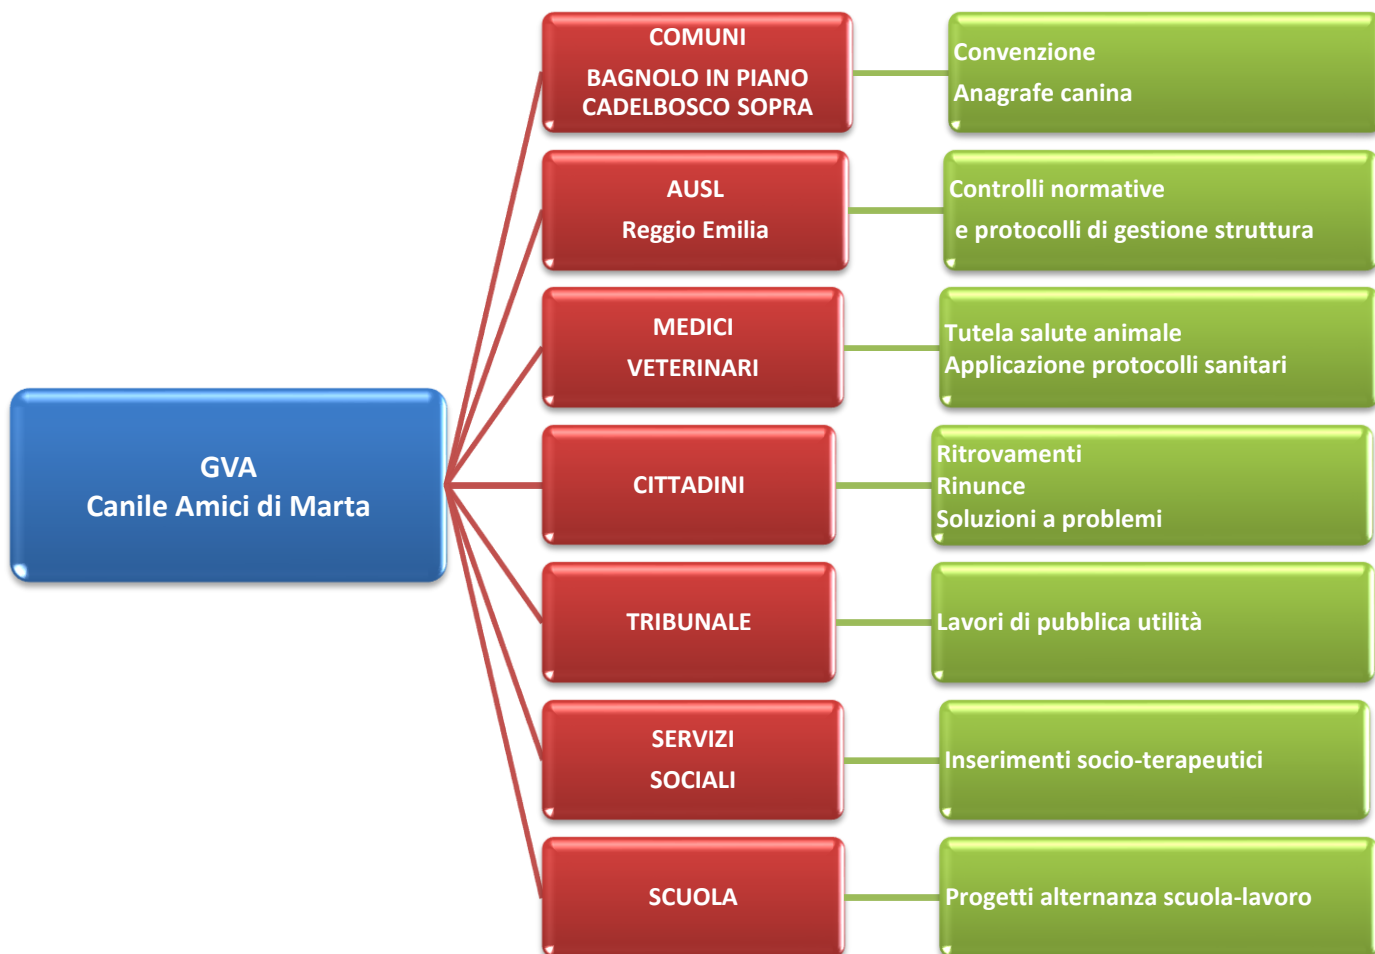 GVA
Canile Amici di Marta
COMUNI
BAGNOLO IN PIANO
CADELBOSCO SOPRA
Convenzione
Anagrafe canina
AUSL
Reggio Emilia
Controlli normative
e protocolli di gestione struttura
MEDICI
VETERINARI
Tutela salute animale
Applicazione protocolli sanitari
CITTADINI
Ritrovamenti
Rinunce
Soluzioni a problemi
TRIBUNALE
Lavori di pubblica utilità
SERVIZI
SOCIALI
Inserimenti socio-terapeutici
SCUOLA
Progetti alternanza scuola-lavoro